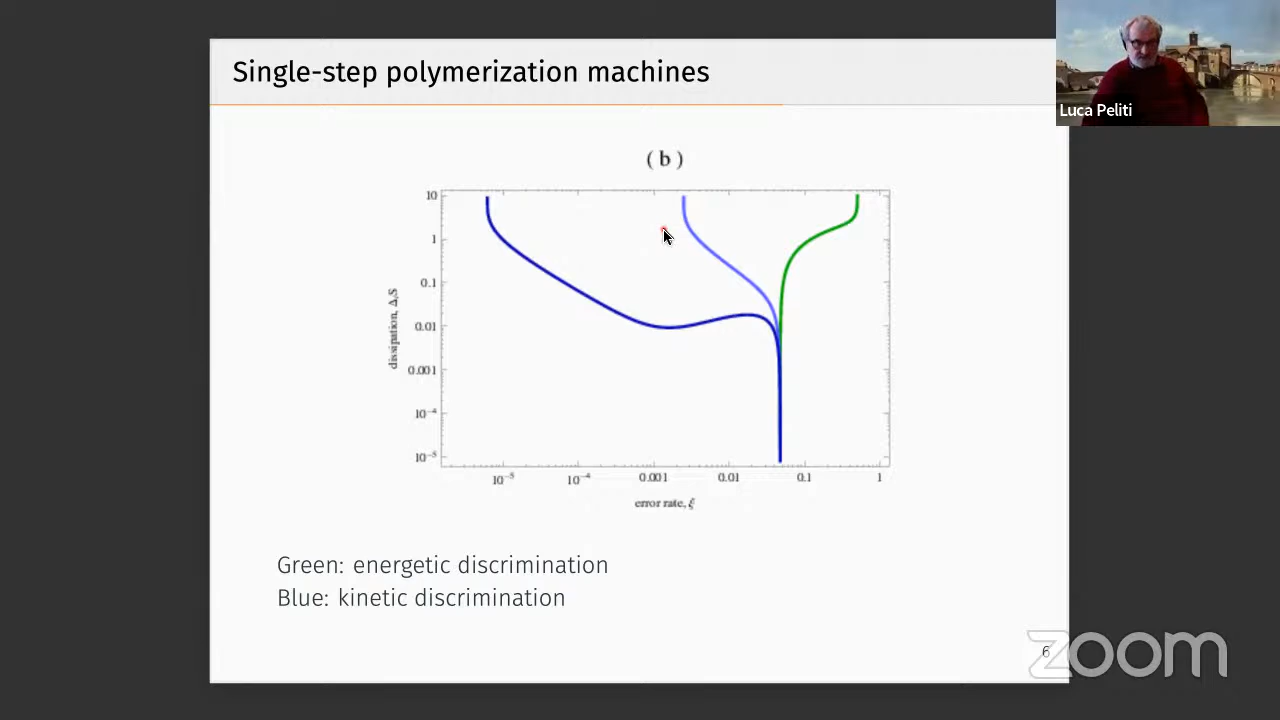 Single-step polymerization machines
Luca Peliti
( b )
10
1
0.1
0.01
0.001
10⁻⁴
10⁻⁵
dissipation, ΔᵢS
10⁻⁵ 10⁻⁴ 0.001 0.01 0.1 1
error rate, ξ
Green: energetic discrimination
Blue: kinetic discrimination
6
zoom